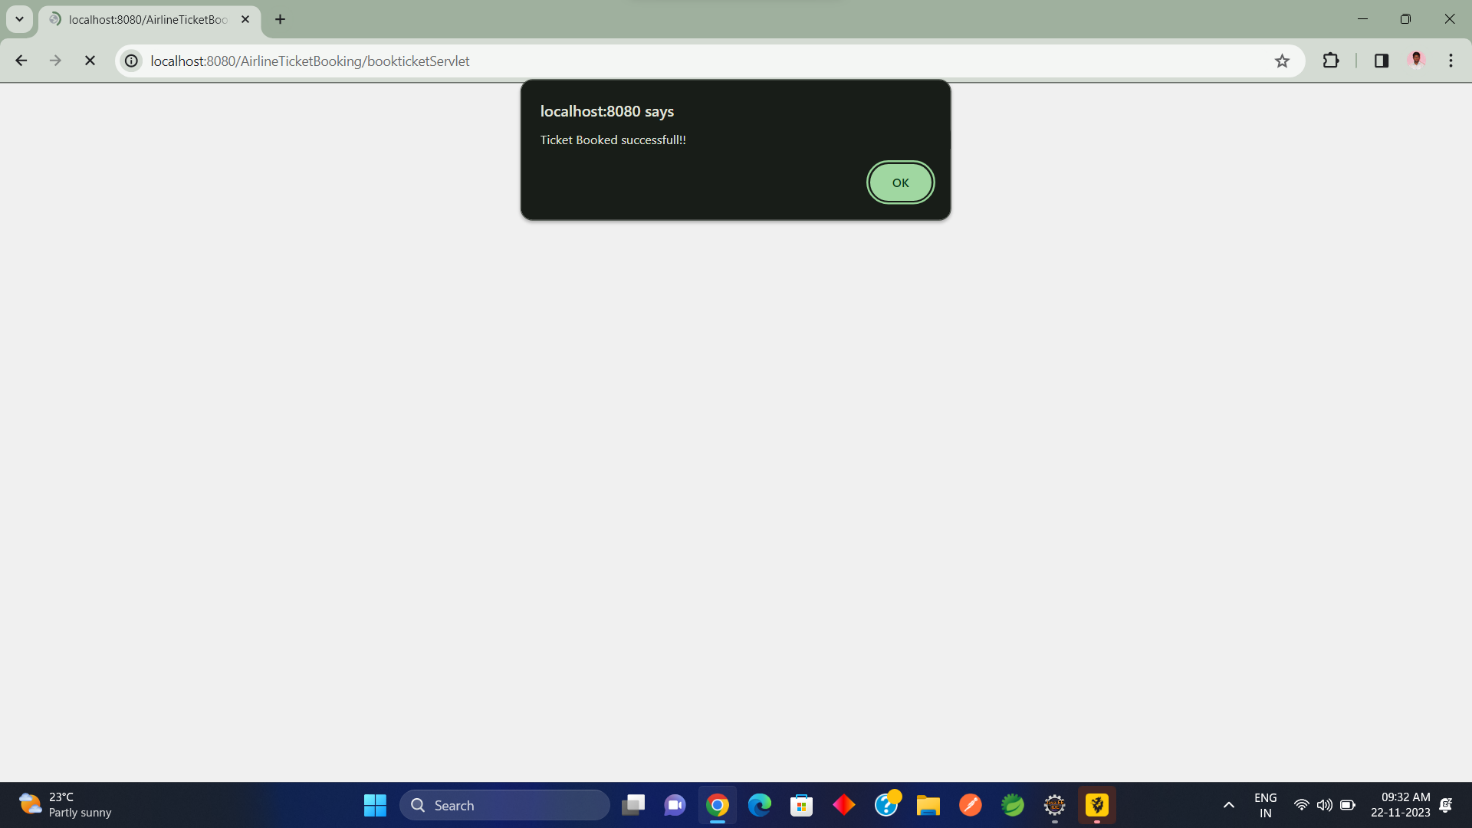 localhost:8080/AirlineTicketBoo
localhost:8080/AirlineTicketBooking/bookticketServlet
localhost:8080 says
Ticket Booked successfull!!
OK
23°C
Partly sunny
Search
ENG
IN
09:32 AM
22-11-2023